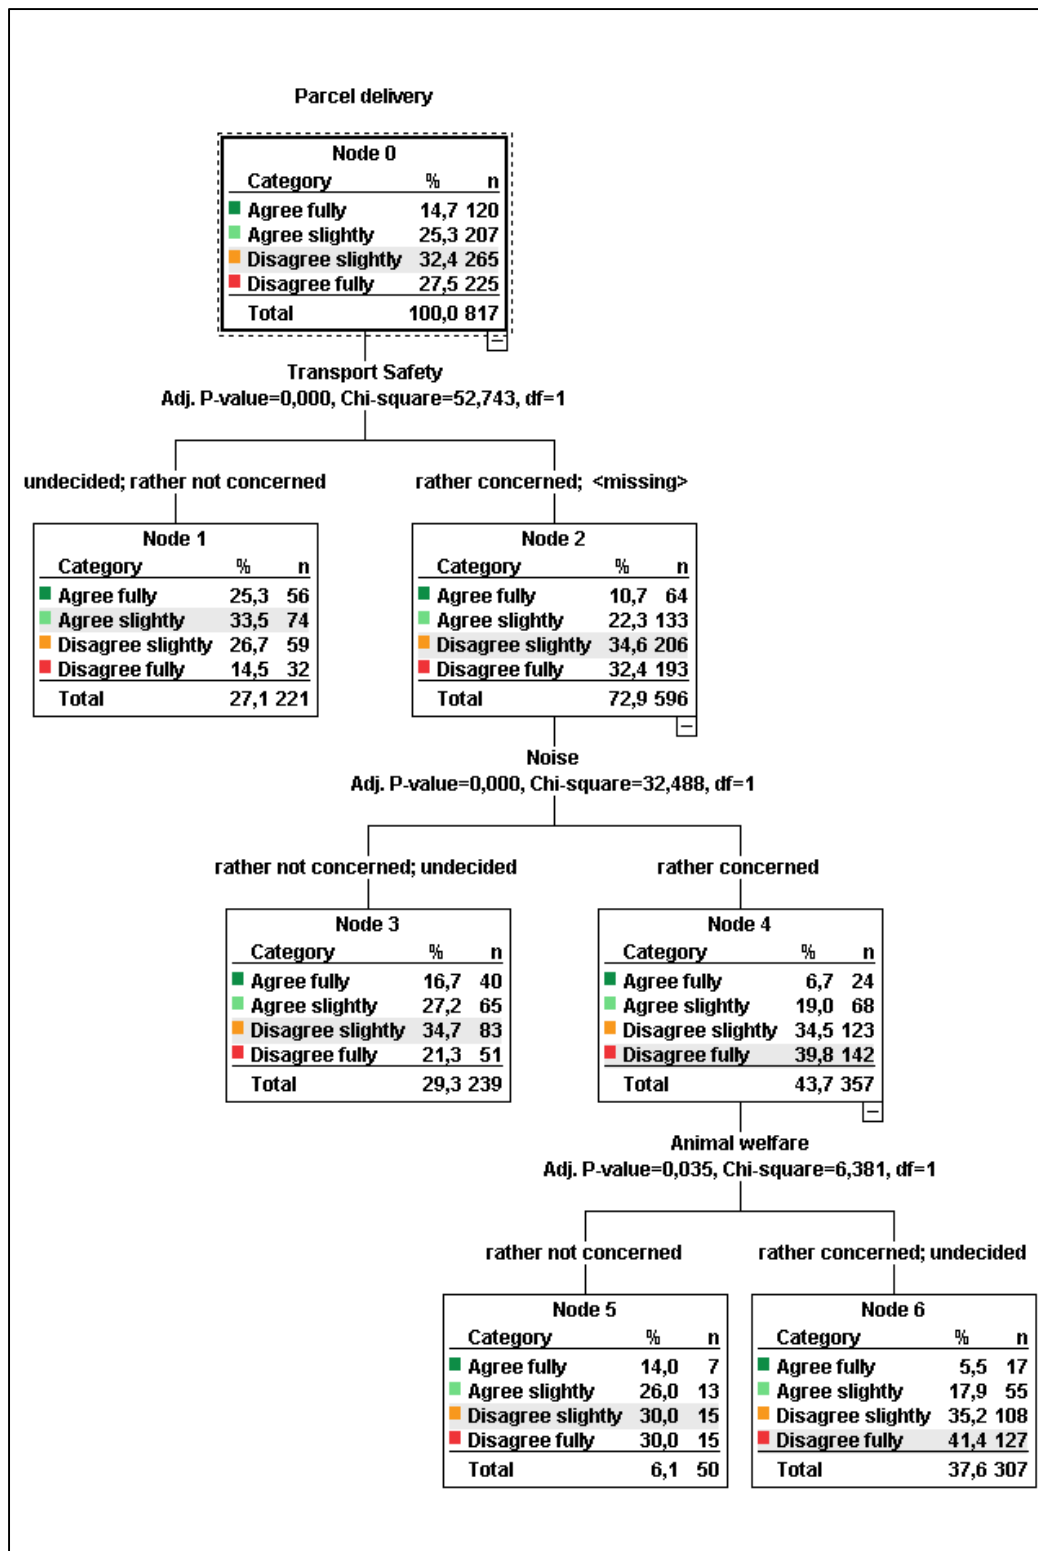 Parcel delivery
Node 0
Category % n
Agree fully 14,7 120
Agree slightly 25,3 207
Disagree slightly 32,4 265
Disagree fully 27,5 225
Total 100,0 817
Transport Safety
Adj. P-value=0,000, Chi-square=52,743, df=1
undecided; rather not concerned
rather concerned; <missing>
Node 1
Category % n
Agree fully 25,3 56
Agree slightly 33,5 74
Disagree slightly 26,7 59
Disagree fully 14,5 32
Total 27,1 221
Node 2
Category % n
Agree fully 10,7 64
Agree slightly 22,3 133
Disagree slightly 34,6 206
Disagree fully 32,4 193
Total 72,9 596
Noise
Adj. P-value=0,000, Chi-square=32,488, df=1
rather not concerned; undecided
rather concerned
Node 3
Category % n
Agree fully 16,7 40
Agree slightly 27,2 65
Disagree slightly 34,7 83
Disagree fully 21,3 51
Total 29,3 239
Node 4
Category % n
Agree fully 6,7 24
Agree slightly 19,0 68
Disagree slightly 34,5 123
Disagree fully 39,8 142
Total 43,7 357
Animal welfare
Adj. P-value=0,035, Chi-square=6,381, df=1
rather not concerned
rather concerned; undecided
Node 5
Category % n
Agree fully 14,0 7
Agree slightly 26,0 13
Disagree slightly 30,0 15
Disagree fully 30,0 15
Total 6,1 50
Node 6
Category % n
Agree fully 5,5 17
Agree slightly 17,9 55
Disagree slightly 35,2 108
Disagree fully 41,4 127
Total 37,6 307